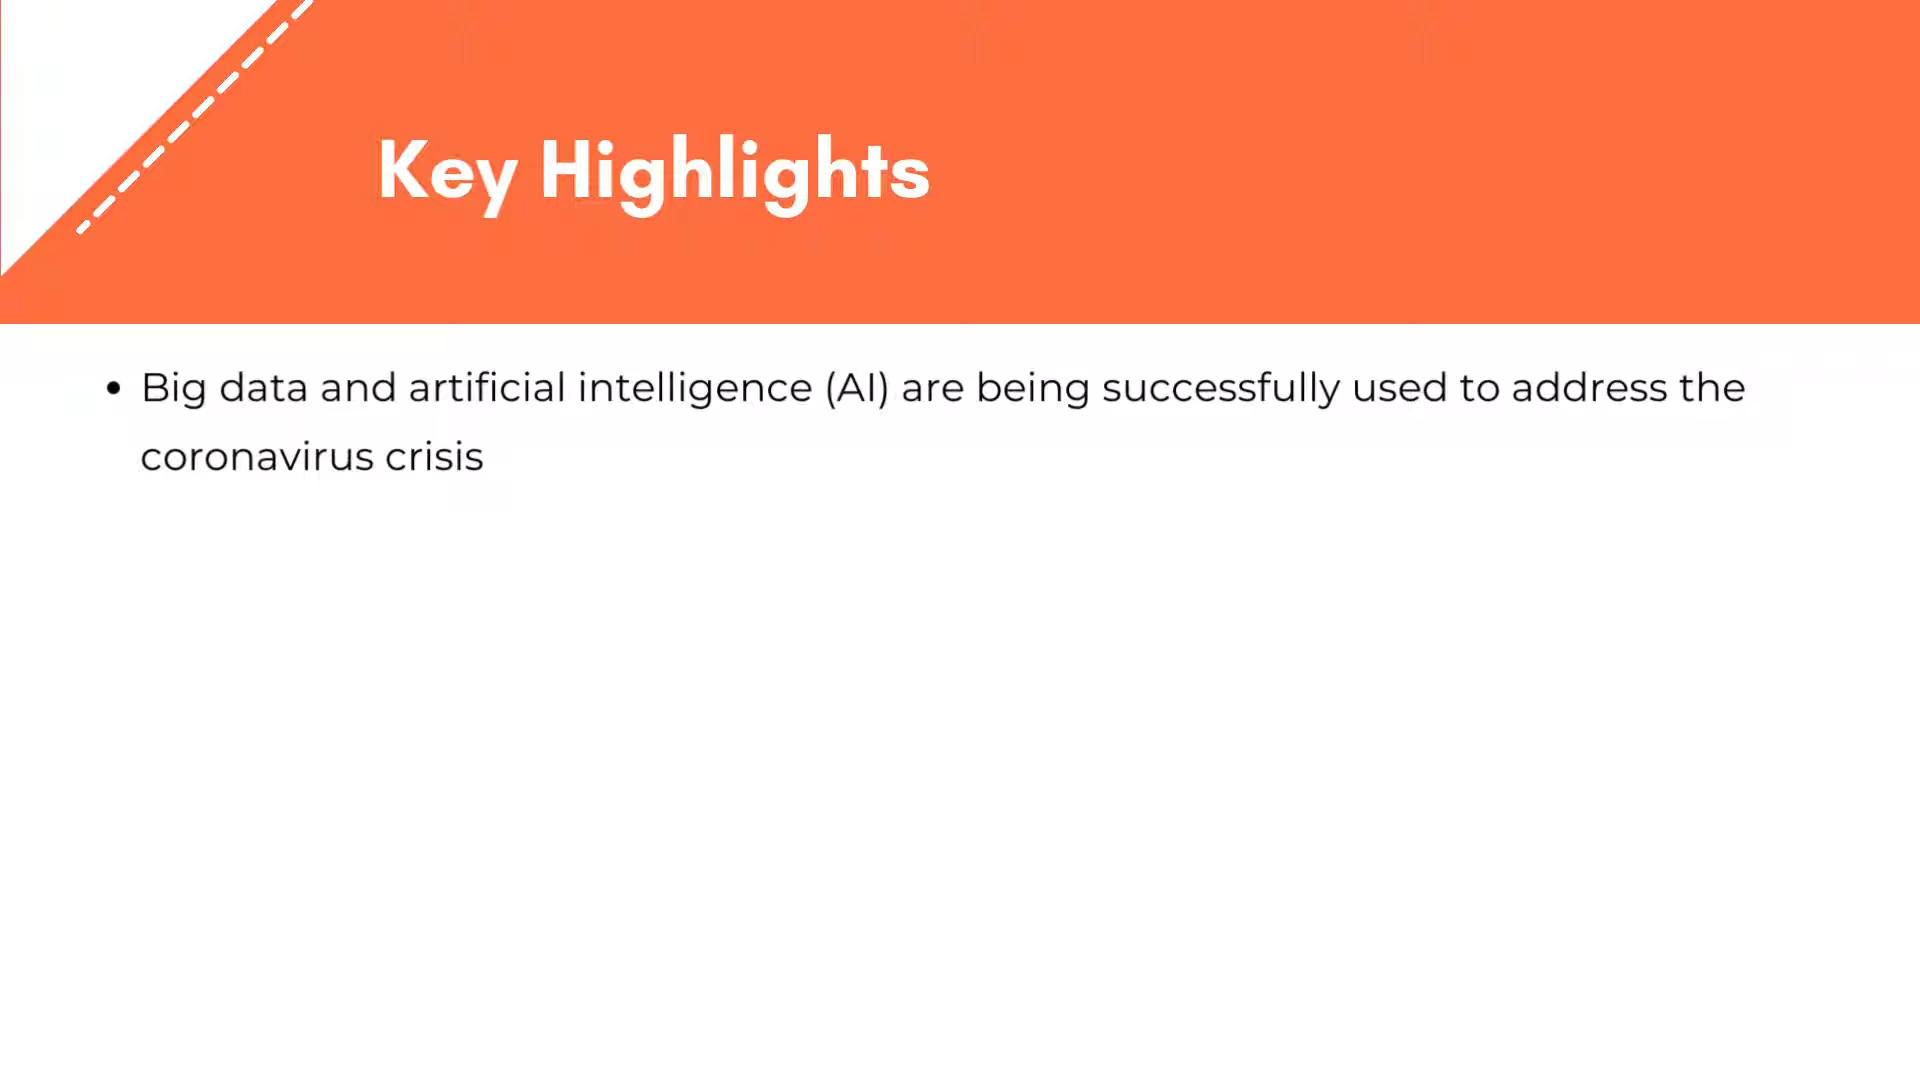 Key Highlights
• Big data and artificial intelligence (AI) are being successfully used to address the
coronavirus crisis